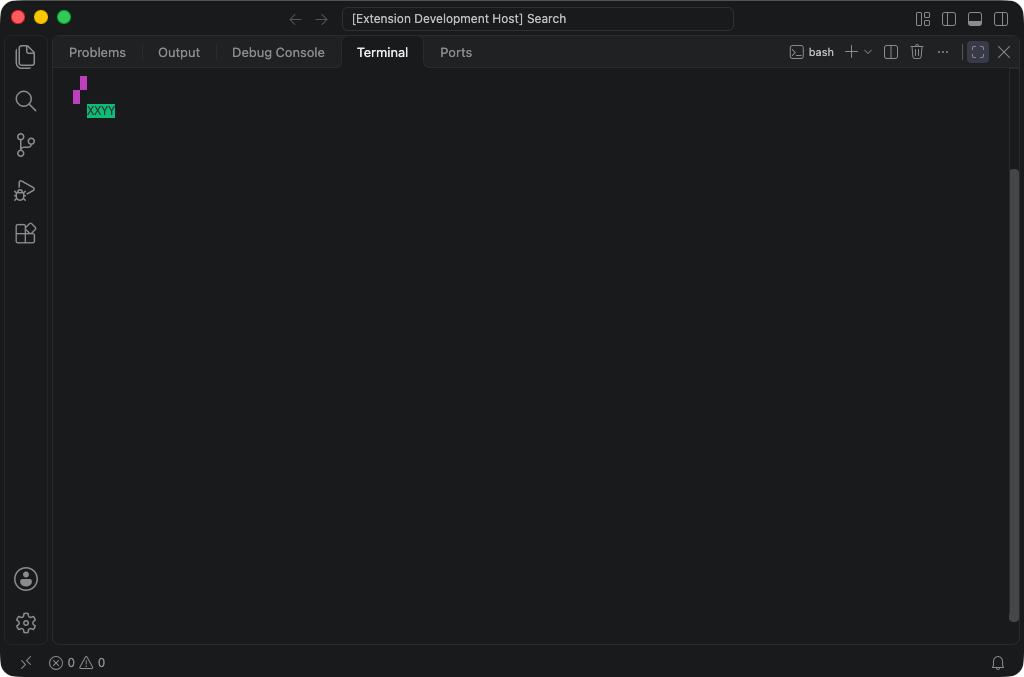 [Extension Development Host] Search
Problems Output Debug Console Terminal Ports bash
XXYY
0 0